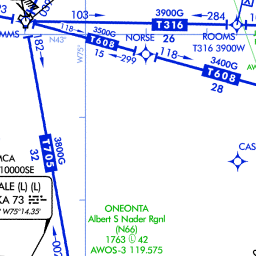 103
3900G
284
T316
MMS
N43°
3500G
T608
NORSE
26
ROOMS
T316 3900W
15
299
118
118
3400G
T608
28
W75°
182
3800G
T705
32
MCA
10000SE
CAS
ALE (L) (L)
KA 73
W75°14.35'
ONEONTA
Albert S Nader Rgnl
(N66)
1763 Ⓛ 42
AWOS-3 119.575